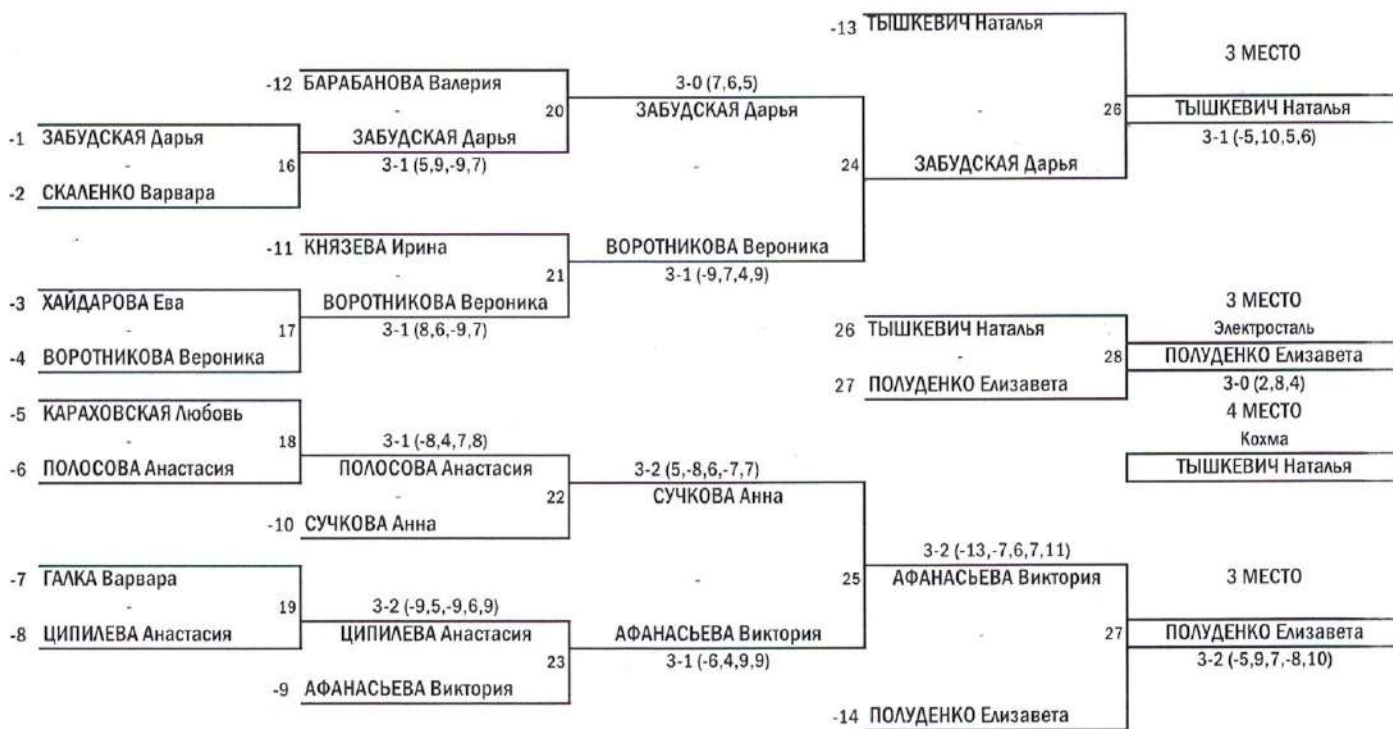 -13 ТЫШКЕВИЧ Наталья
3 МЕСТО
-12 БАРАБАНОВА Валерия
3-0 (7,6,5)
- 20 ЗАБУДСКАЯ Дарья
- 26 ТЫШКЕВИЧ Наталья
-1 ЗАБУДСКАЯ Дарья
ЗАБУДСКАЯ Дарья
3-1 (-5,10,5,6)
- 16 3-1 (5,9,-9,7)
- 24 ЗАБУДСКАЯ Дарья
-2 СКАЛЕНКО Варвара
-11 КНЯЗЕВА Ирина
ВОРОТНИКОВА Вероника
- 21 3-1 (-9,7,4,9)
-3 ХАЙДАРОВА Ева
ВОРОТНИКОВА Вероника
3 МЕСТО
- 17 3-1 (8,6,-9,7)
26 ТЫШКЕВИЧ Наталья
Электросталь
-4 ВОРОТНИКОВА Вероника
- 28 ПОЛУДЕНКО Елизавета
27 ПОЛУДЕНКО Елизавета
3-0 (2,8,4)
-5 КАРАХОВСКАЯ Любовь
4 МЕСТО
- 18 3-1 (-8,4,7,8)
Кохма
-6 ПОЛОСОВА Анастасия
ПОЛОСОВА Анастасия
3-2 (5,-8,6,-7,7)
ТЫШКЕВИЧ Наталья
- 22 СУЧКОВА Анна
-10 СУЧКОВА Анна
3-2 (-13,-7,6,7,11)
-7 ГАЛКА Варвара
- 25 АФАНАСЬЕВА Виктория
3 МЕСТО
- 19 3-2 (-9,5,-9,6,9)
-8 ЦИПИЛЕВА Анастасия
ЦИПИЛЕВА Анастасия
АФАНАСЬЕВА Виктория
- 27 ПОЛУДЕНКО Елизавета
- 23 3-1 (-6,4,9,9)
3-2 (-5,9,7,-8,10)
-9 АФАНАСЬЕВА Виктория
-14 ПОЛУДЕНКО Елизавета